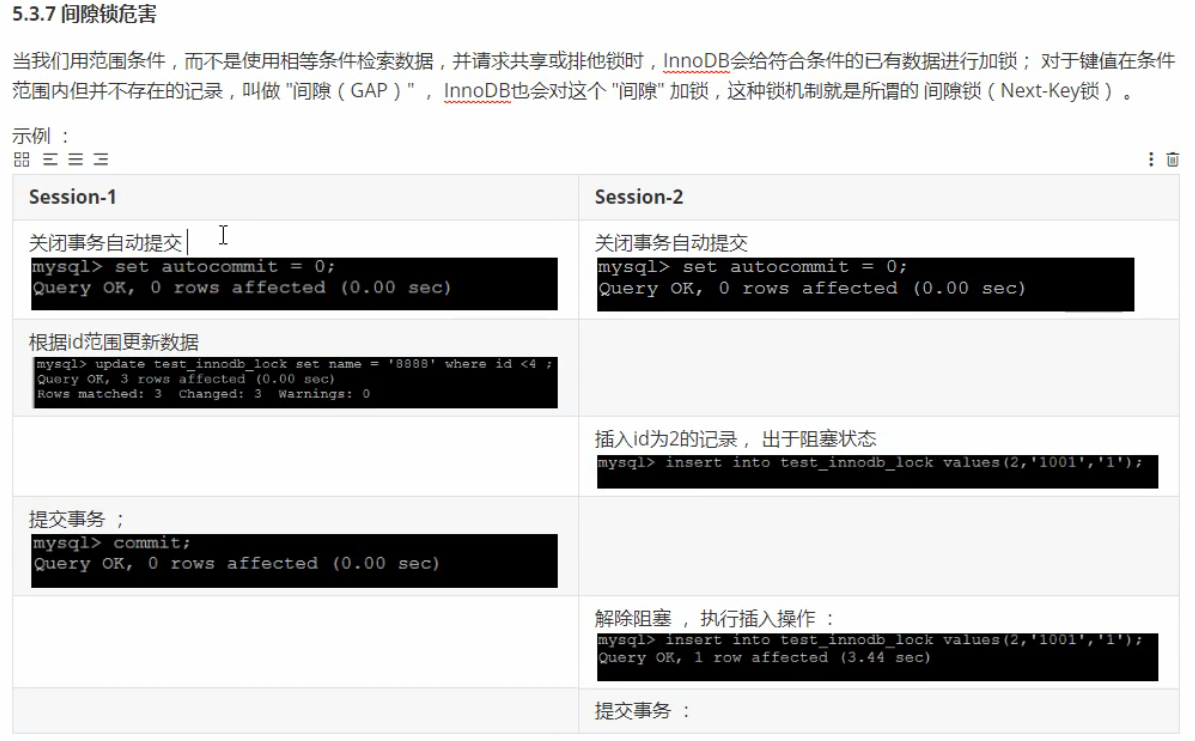 5.3.7 间隙锁危害
当我们用范围条件，而不是使用相等条件检索数据，并请求共享或排他锁时，InnoDB会给符合条件的已有数据进行加锁； 对于键值在条件
范围内但并不存在的记录，叫做 "间隙（GAP）" ， InnoDB也会对这个 "间隙" 加锁，这种锁机制就是所谓的 间隙锁（Next-Key锁） 。
示例 ：
Session-1
Session-2
关闭事务自动提交
mysql> set autocommit = 0;
Query OK, 0 rows affected (0.00 sec)
关闭事务自动提交
mysql> set autocommit = 0;
Query OK, 0 rows affected (0.00 sec)
根据id范围更新数据
mysql> update test_innodb_lock set name = '8888' where id <4 ;
Query OK, 3 rows affected (0.00 sec)
Rows matched: 3  Changed: 3  Warnings: 0
插入id为2的记录， 出于阻塞状态
mysql> insert into test_innodb_lock values(2,'1001','1');
提交事务 ；
mysql> commit;
Query OK, 0 rows affected (0.00 sec)
解除阻塞 ，执行插入操作 ：
mysql> insert into test_innodb_lock values(2,'1001','1');
Query OK, 1 row affected (3.44 sec)
提交事务 ：